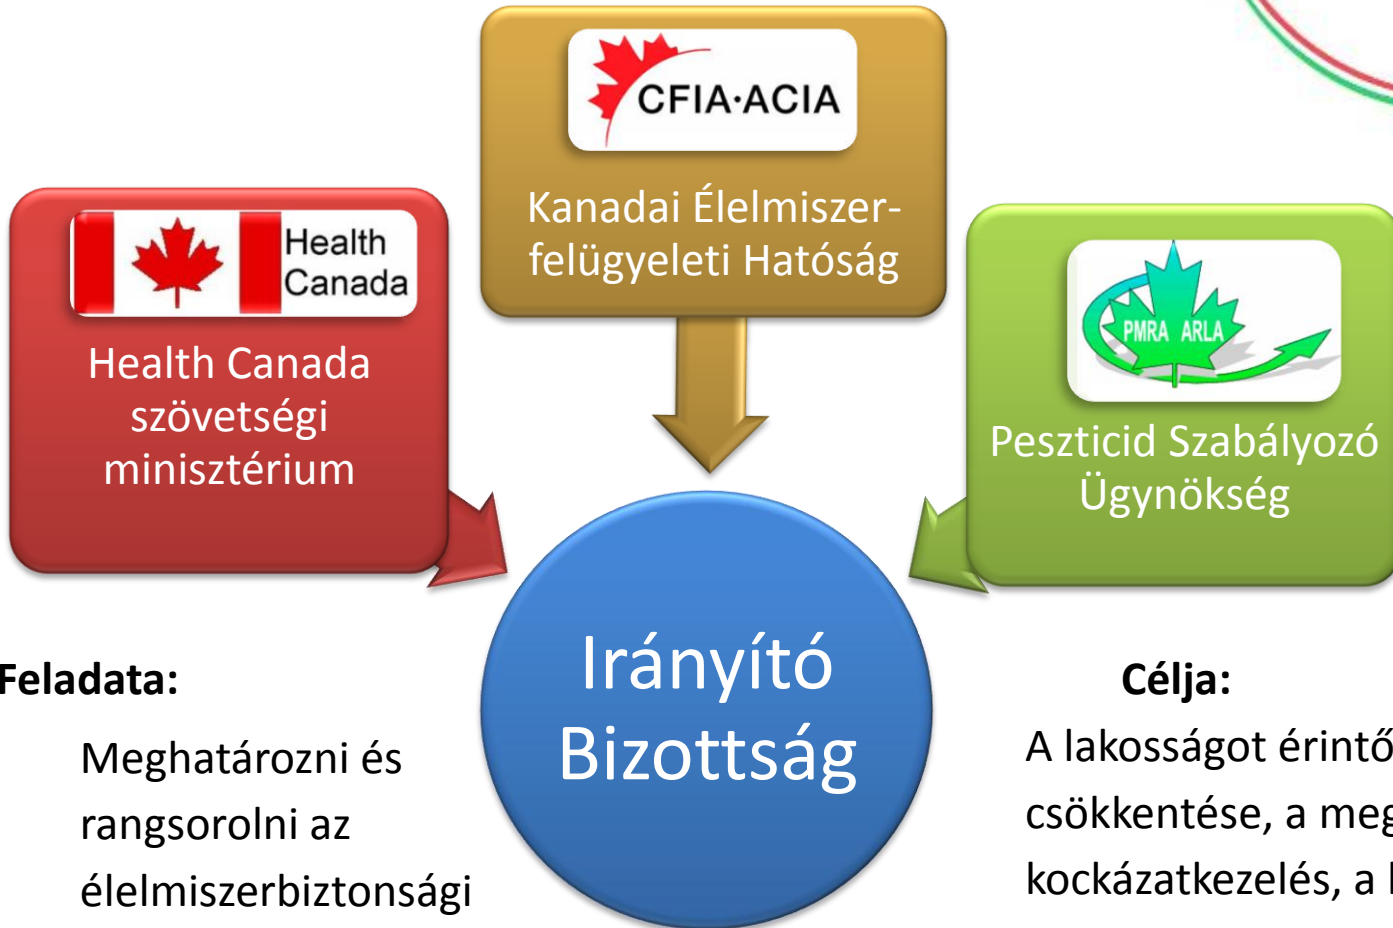 CFIA·ACIA
Kanadai Élelmiszer-
felügyeleti Hatóság
Health
Canada
Health Canada
szövetségi
minisztérium
PMRA ARLA
Peszticid Szabályozó
Ügynökség
Irányító
Bizottság
Feladata:
Meghatározni és
rangsorolni az
élelmiszerbiztonsági
Célja:
A lakosságot érintő
csökkentése, a
kockázatkezelés, a